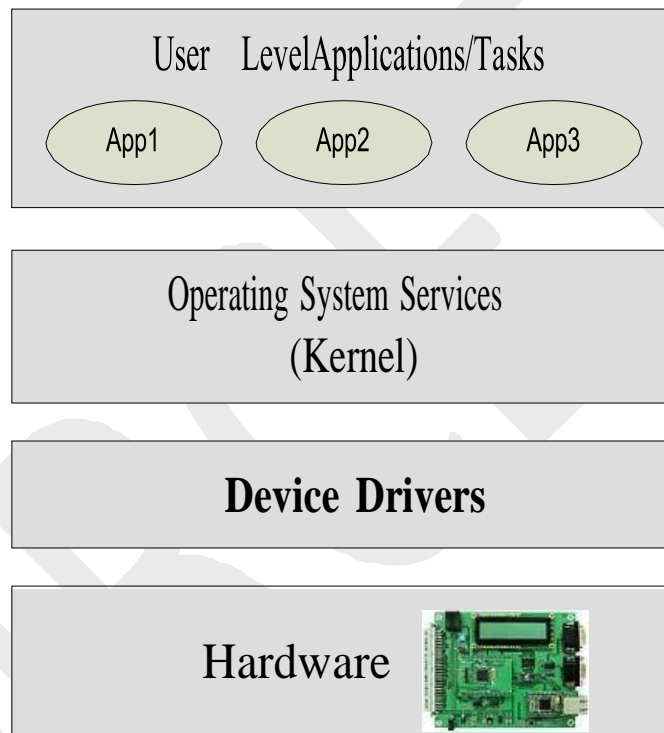 User LevelApplications/Tasks
App1 App2 App3
Operating System Services
(Kernel)
Device Drivers
Hardware